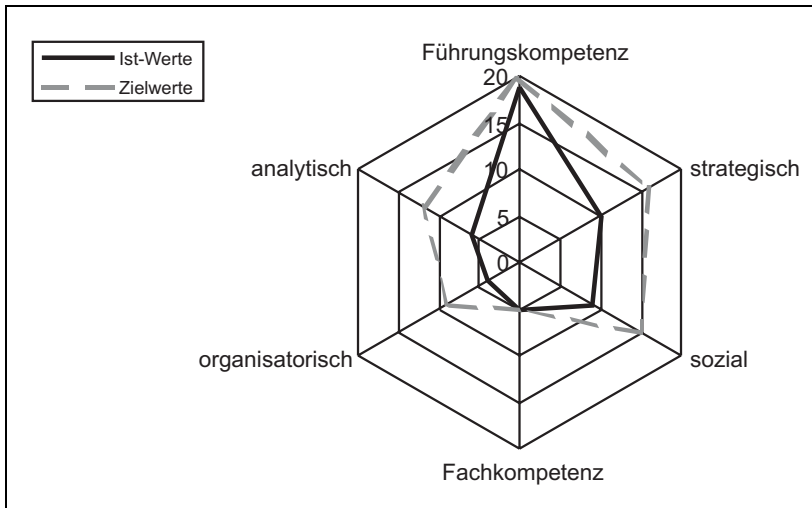 Ist-Werte
Zielwerte
Führungskompetenz
20
15
10
5
0
analytisch
strategisch
organisatorisch
sozial
Fachkompetenz